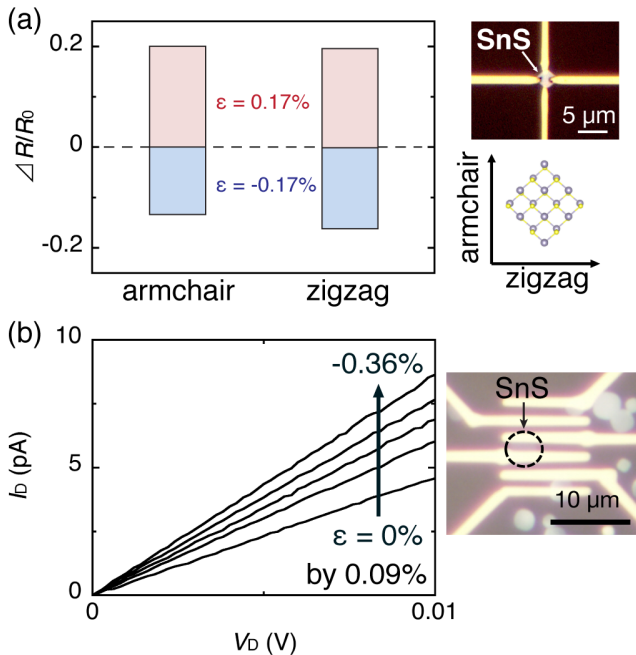 (a)
0.2
0
-0.2
⊿R/R0
ε = 0.17%
ε = -0.17%
armchair
zigzag
SnS
5 µm
armchair
zigzag
(b)
10
5
0
ID (pA)
-0.36%
ε = 0%
by 0.09%
0
0.01
VD (V)
SnS
10 µm